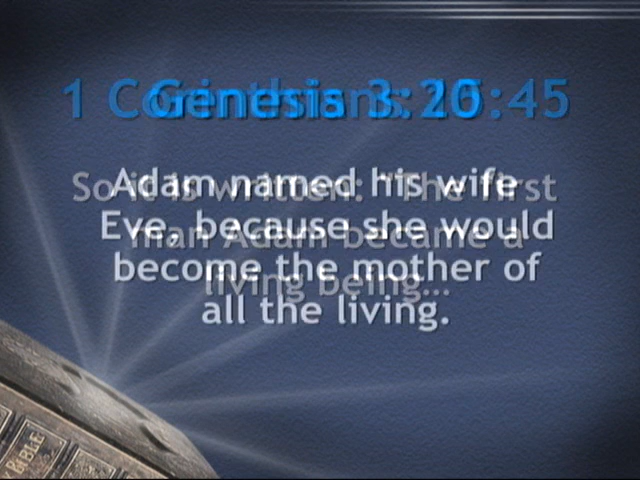 1 Corinthians 15:45
Genesis 3:20
So it is written: "The first
man Adam became a
living being...
Adam named his wife
Eve, because she would
become the mother of
all the living.
BIBLE